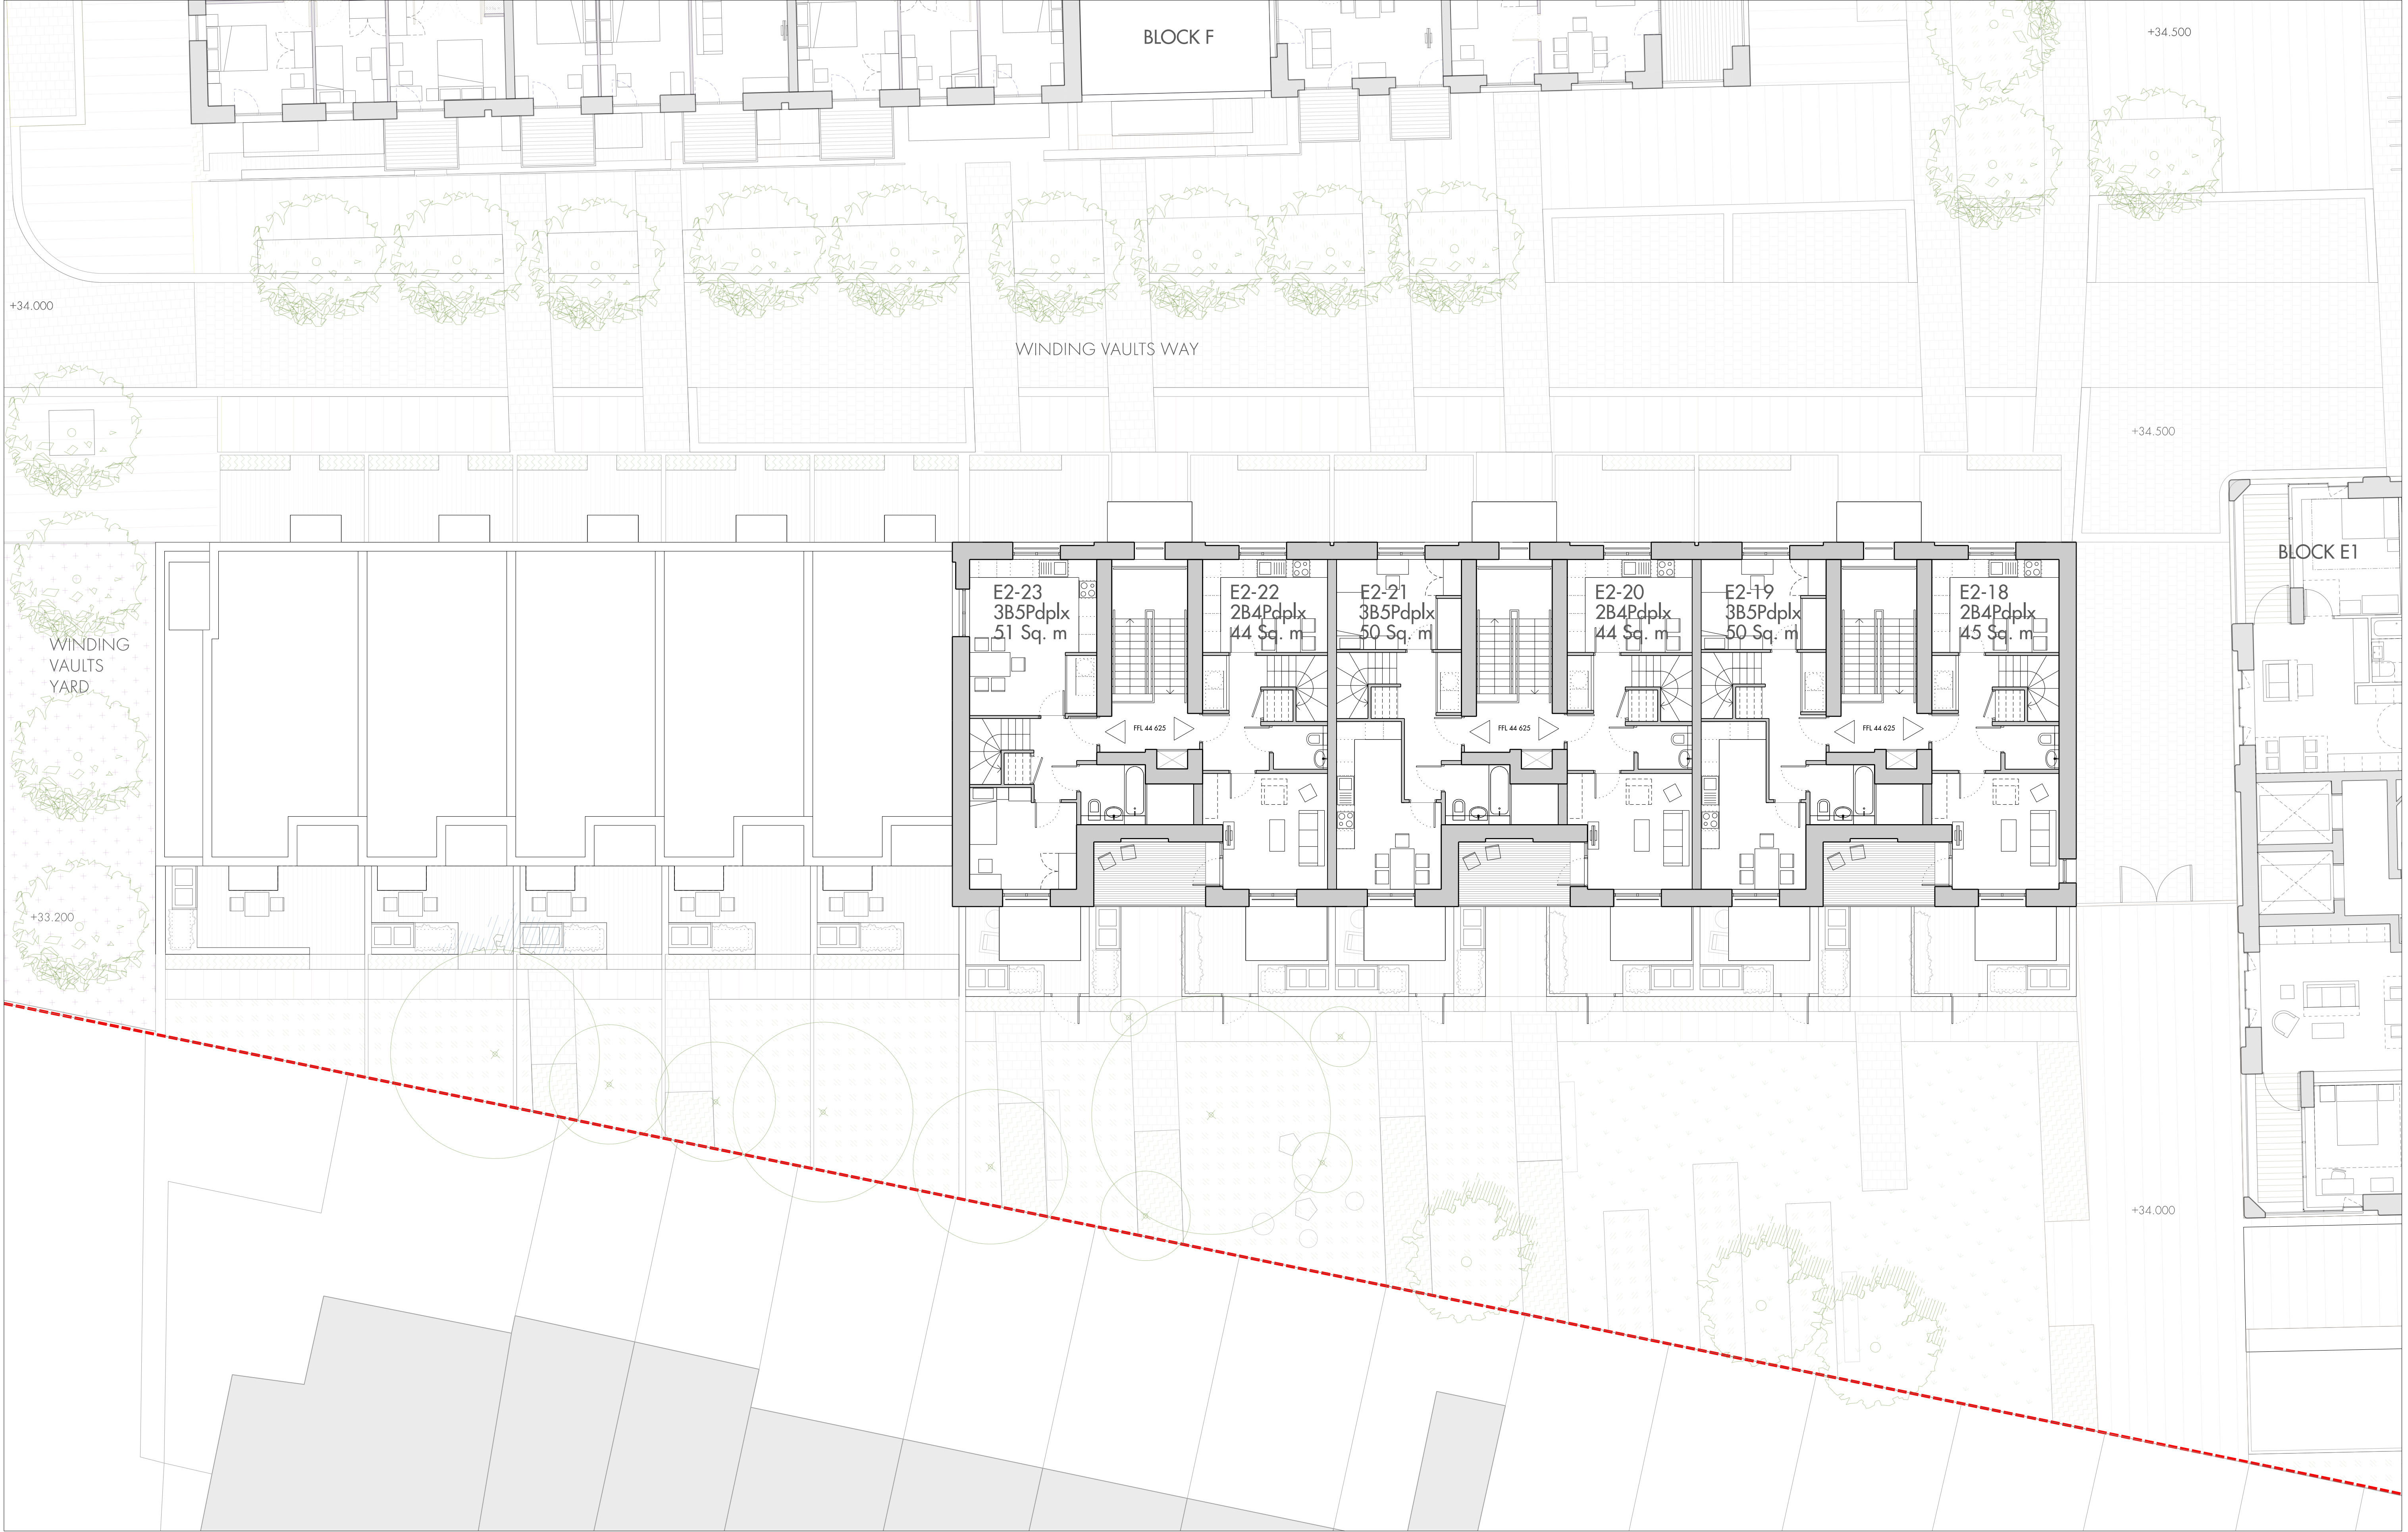 BLOCK F
+34.500
+34.000
WINDING VAULTS WAY
+34.500
BLOCK E1
E2-23
3B5Pdplx
51 Sq. m
E2-22
2B4Pdplx
44 Sq. m
E2-21
3B5Pdplx
50 Sq. m
E2-20
2B4Pdplx
44 Sq. m
E2-19
3B5Pdplx
50 Sq. m
E2-18
2B4Pdplx
45 Sq. m
WINDING
VAULTS
YARD
FFL 44 625
FFL 44 625
FFL 44 625
+33.200
+34.000